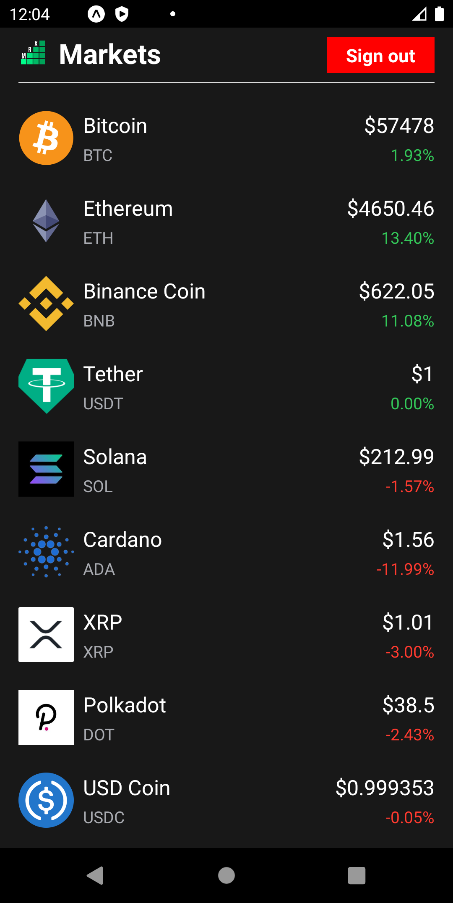 12:04
Markets
Sign out
Bitcoin $57478
BTC 1.93%
Ethereum $4650.46
ETH 13.40%
Binance Coin $622.05
BNB 11.08%
Tether $1
USDT 0.00%
Solana $212.99
SOL -1.57%
Cardano $1.56
ADA -11.99%
XRP $1.01
XRP -3.00%
Polkadot $38.5
DOT -2.43%
USD Coin $0.999353
USDC -0.05%